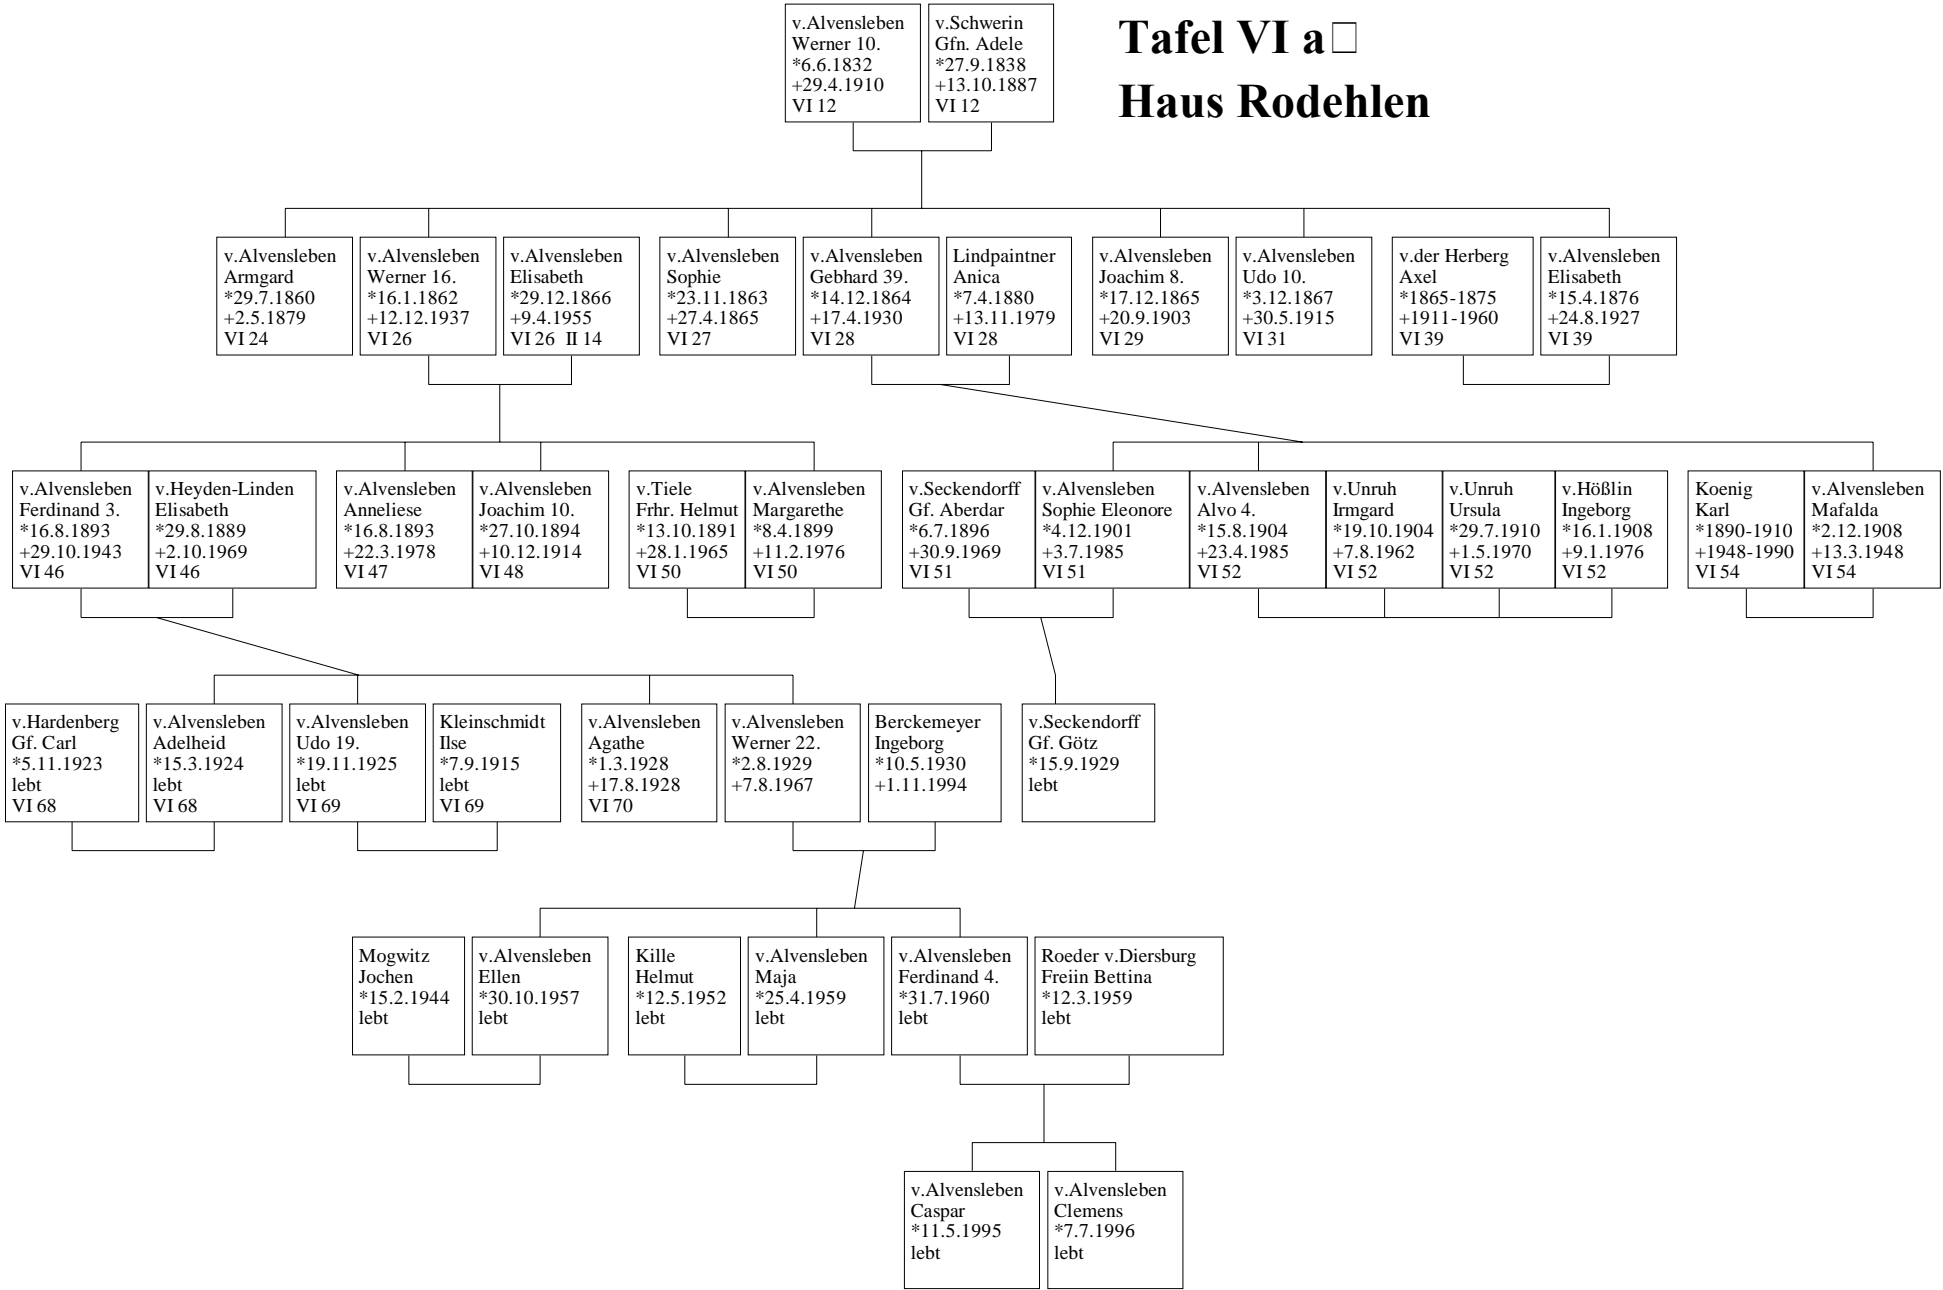 Tafel VI a
Haus Rodehlen
v.Alvensleben
Werner 10.
*6.6.1832
+29.4.1910
VI 12
v.Schwerin
Gfn. Adele
*27.9.1838
+13.10.1887
VI 12
v.Alvensleben
Armgard
*29.7.1860
+2.5.1879
VI 24
v.Alvensleben
Werner 16.
*16.1.1862
+12.12.1937
VI 26
v.Alvensleben
Elisabeth
*29.12.1866
+9.4.1955
VI 26 II 14
v.Alvensleben
Sophie
*23.11.1863
+27.4.1865
VI 27
v.Alvensleben
Gebhard 39.
*14.12.1864
+17.4.1930
VI 28
Lindpaintner
Anica
*7.4.1880
+13.11.1979
VI 28
v.Alvensleben
Joachim 8.
*17.12.1865
+20.9.1903
VI 29
v.Alvensleben
Udo 10.
*3.12.1867
+30.5.1915
VI 31
v.der Herberg
Axel
*1865-1875
+1911-1960
VI 39
v.Alvensleben
Elisabeth
*15.4.1876
+24.8.1927
VI 39
v.Alvensleben
Ferdinand 3.
*16.8.1893
+29.10.1943
VI 46
v.Heyden-Linden
Elisabeth
*29.8.1889
+2.10.1969
VI 46
v.Alvensleben
Anneliese
*16.8.1893
+22.3.1978
VI 47
v.Alvensleben
Joachim 10.
*27.10.1894
+10.12.1914
VI 48
v.Tiele
Frhr. Helmut
*13.10.1891
+28.1.1965
VI 50
v.Alvensleben
Margarethe
*8.4.1899
+11.2.1976
VI 50
v.Seckendorff
Gf. Aberdar
*6.7.1896
+30.9.1969
VI 51
v.Alvensleben
Sophie Eleonore
*4.12.1901
+3.7.1985
VI 51
v.Alvensleben
Alvo 4.
*15.8.1904
+23.4.1985
VI 52
v.Unruh
Irmgard
*19.10.1904
+7.8.1962
VI 52
v.Unruh
Ursula
*29.7.1910
+1.5.1970
VI 52
v.Hößlin
Ingeborg
*16.1.1908
+9.1.1976
VI 52
Koenig
Karl
*1890-1910
+1948-1990
VI 54
v.Alvensleben
Mafalda
*2.12.1908
+13.3.1948
VI 54
v.Hardenberg
Gf. Carl
*5.11.1923
lebt
VI 68
v.Alvensleben
Adelheid
*15.3.1924
lebt
VI 68
v.Alvensleben
Udo 19.
*19.11.1925
lebt
VI 69
Kleinschmidt
Ilse
*7.9.1915
lebt
VI 69
v.Alvensleben
Agathe
*1.3.1928
+17.8.1928
VI 70
v.Alvensleben
Werner 22.
*2.8.1929
+7.8.1967
Berckemeyer
Ingeborg
*10.5.1930
+1.11.1994
v.Seckendorff
Gf. Götz
*15.9.1929
lebt
Mogwitz
Jochen
*15.2.1944
lebt
v.Alvensleben
Ellen
*30.10.1957
lebt
Kille
Helmut
*12.5.1952
lebt
v.Alvensleben
Maja
*25.4.1959
lebt
v.Alvensleben
Ferdinand 4.
*31.7.1960
lebt
Roeder v.Diersburg
Freiin Bettina
*12.3.1959
lebt
v.Alvensleben
Caspar
*11.5.1995
lebt
v.Alvensleben
Clemens
*7.7.1996
lebt